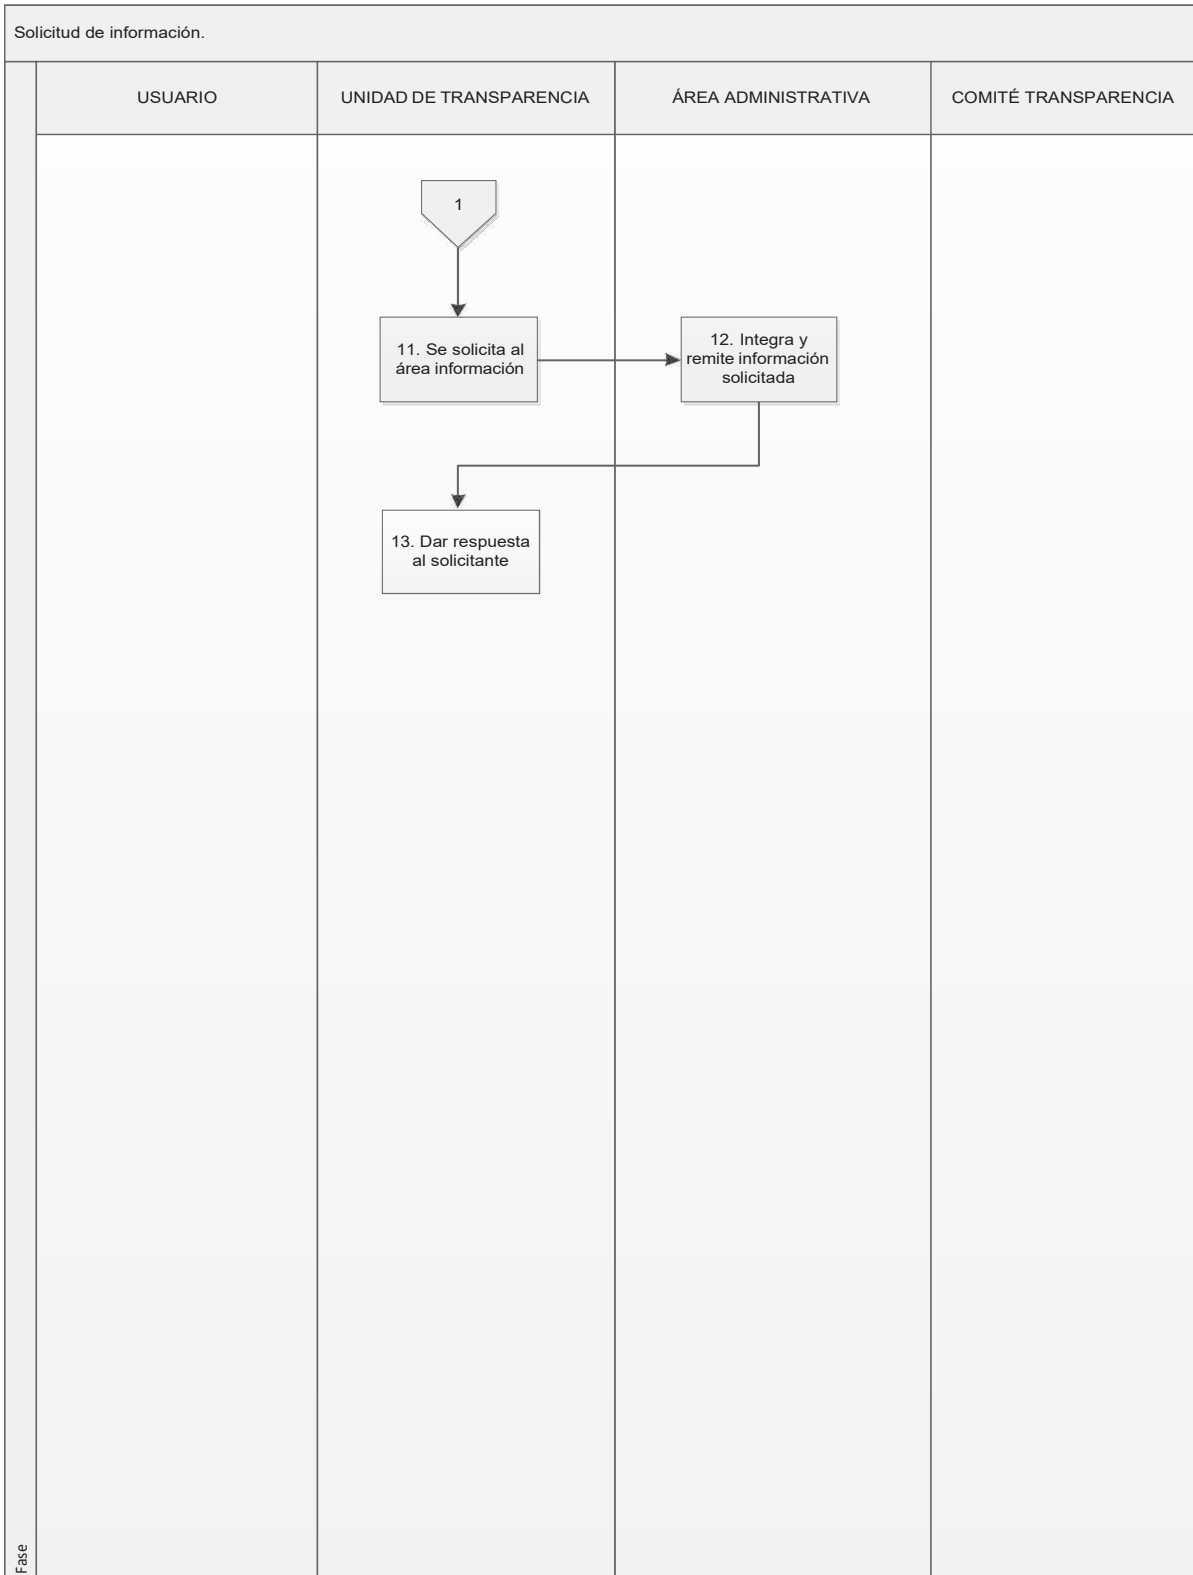 Solicitud de información.
USUARIO
UNIDAD DE TRANSPARENCIA
ÁREA ADMINISTRATIVA
COMITÉ TRANSPARENCIA
1
11. Se solicita al
área información
12. Integra y
remite información
solicitada
13. Dar respuesta
al solicitante
Fase